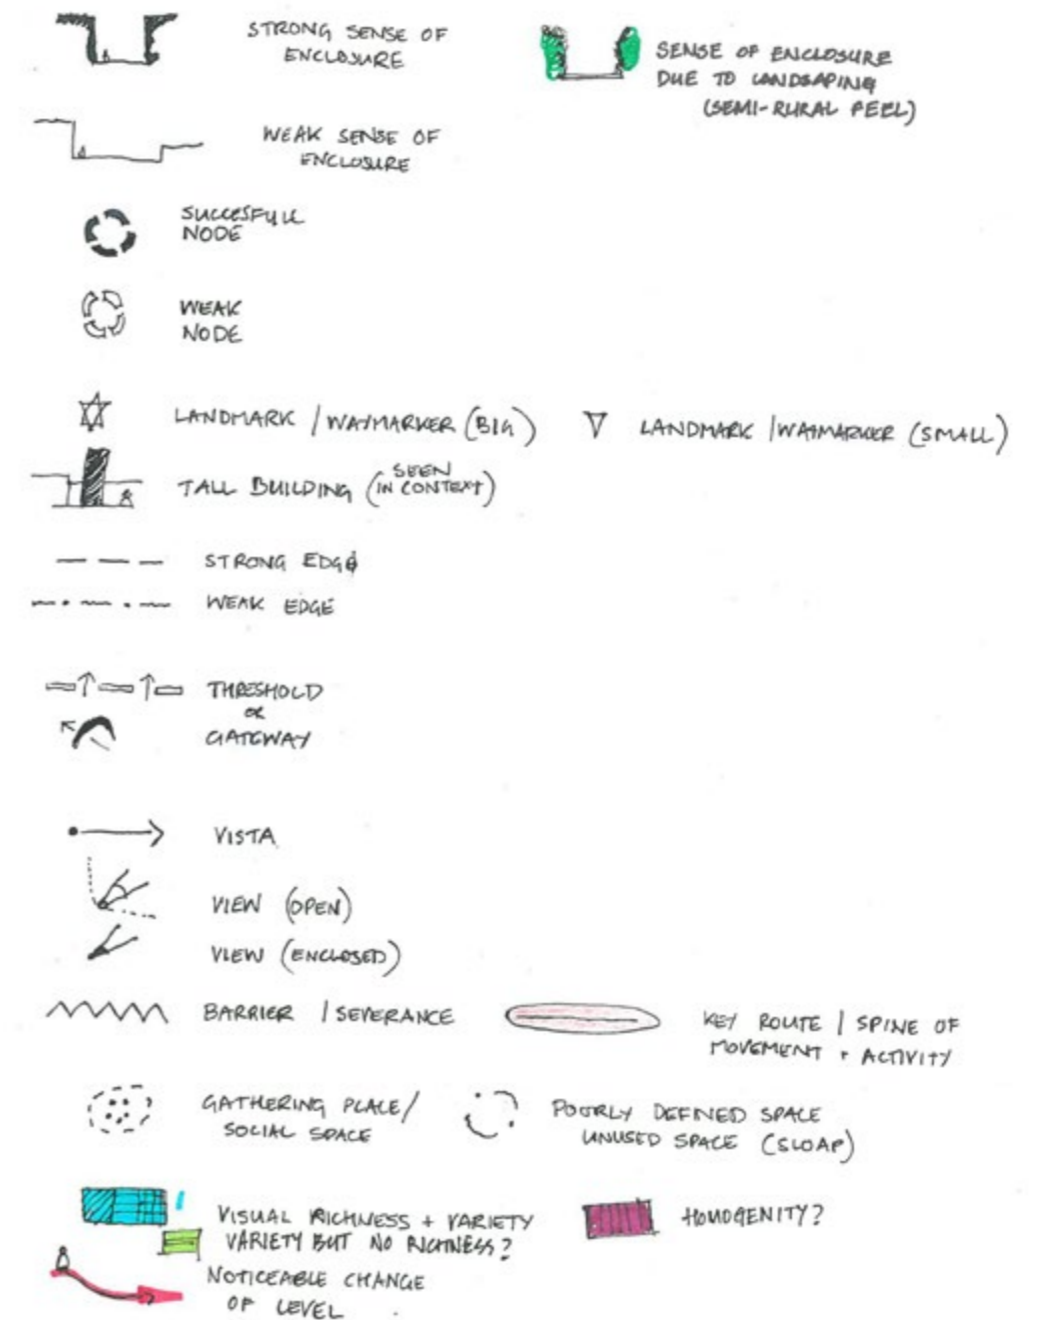 STRONG SENSE OF
ENCLOSURE
SENSE OF ENCLOSURE
DUE TO LANDSAPING
(SEMI-RURAL FEEL)
WEAK SENSE OF
ENCLOSURE
SUCCESFULL
NODE
WEAK
NODE
LANDMARK / WAYMARKER (BIG)
LANDMARK / WAYMARKER (SMALL)
TALL BUILDING (SEEN
IN CONTEXT)
STRONG EDGE
WEAK EDGE
THRESHOLD
OR
GATEWAY
VISTA
VIEW (OPEN)
VIEW (ENCLOSED)
BARRIER / SEVERANCE
KEY ROUTE / SPINE OF
MOVEMENT + ACTIVITY
GATHERING PLACE/
SOCIAL SPACE
POORLY DEFINED SPACE
UNUSED SPACE (SLOAP)
VISUAL RICHNESS + VARIETY
VARIETY BUT NO RICHNESS?
HOMOGENITY?
NOTICEABLE CHANGE
OF LEVEL